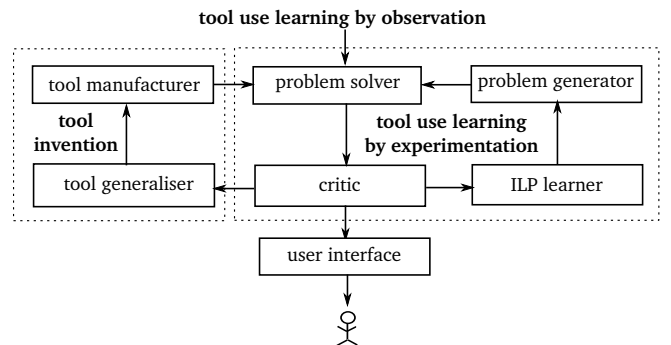 tool use learning by observation
tool manufacturer
problem solver
problem generator
tool
invention
tool use learning
by experimentation
tool generaliser
critic
ILP learner
user interface